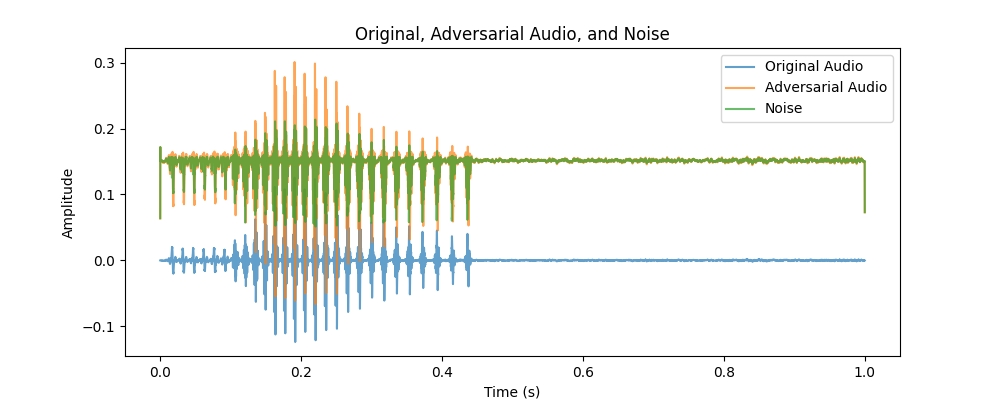 Original, Adversarial Audio, and Noise
Original Audio
Adversarial Audio
Noise
0.3
0.2
0.1
0.0
−0.1
Amplitude
0.0 0.2 0.4 0.6 0.8 1.0
Time (s)